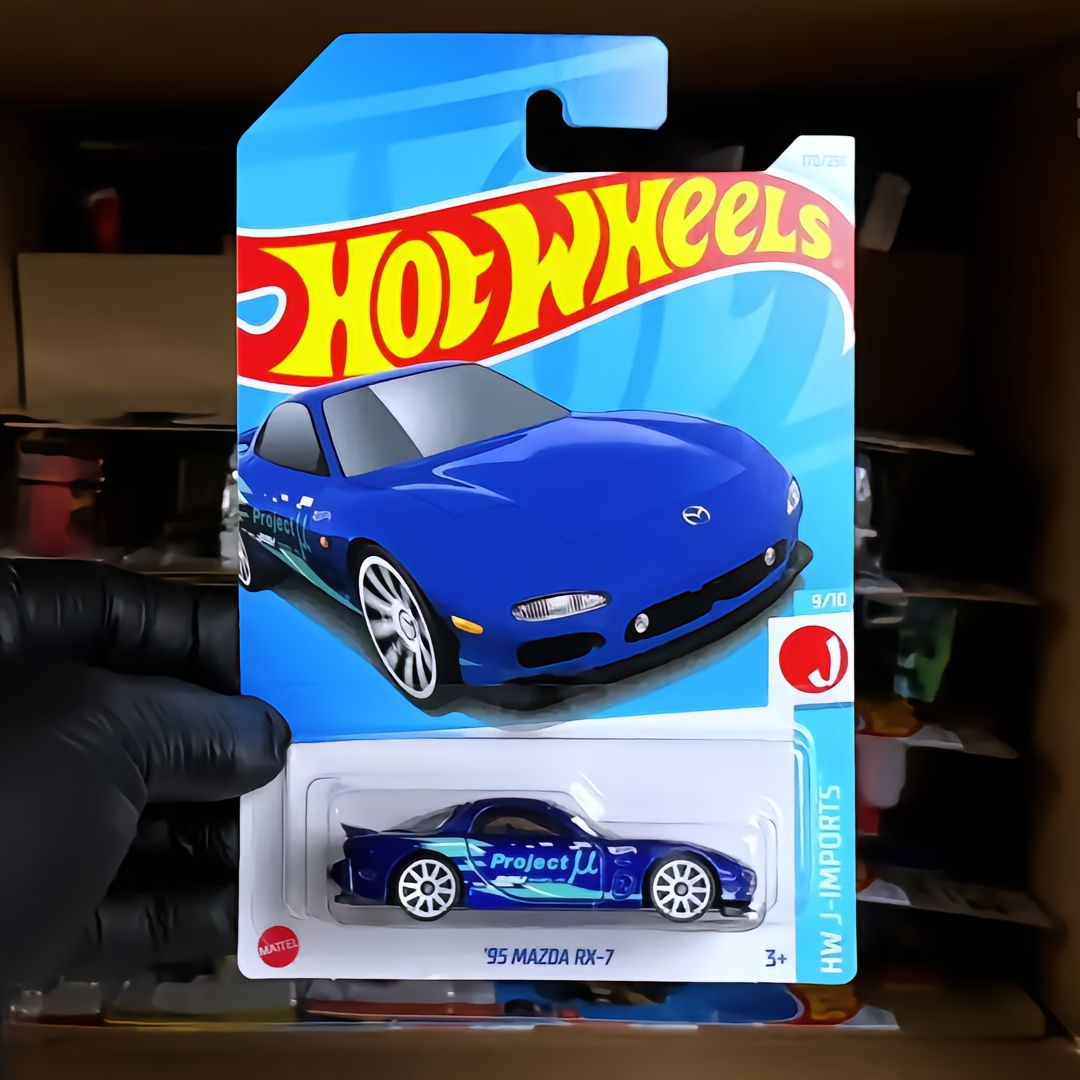 170/250
HOT WHEELS
Project µ
9/10
J
HW J-IMPORTS
Project µ
MATTEL
'95 MAZDA RX-7
3+